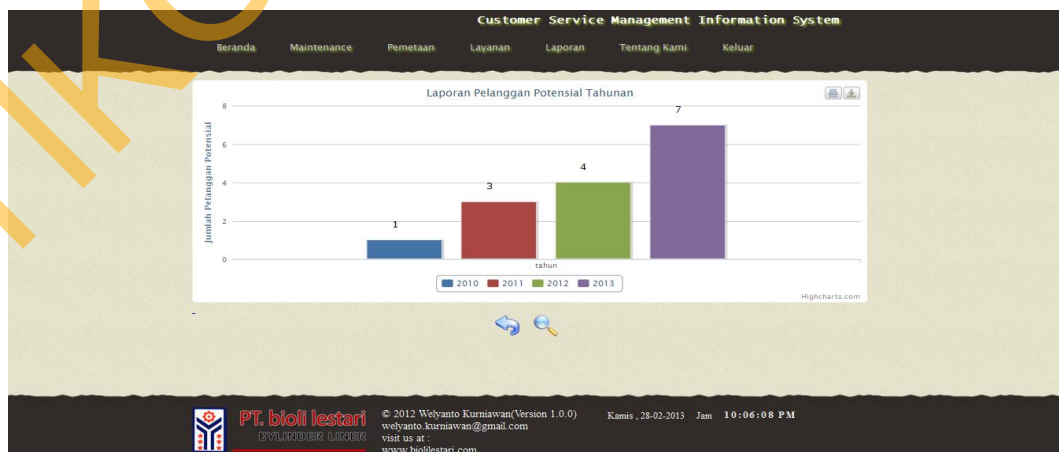 Customer Service Management Information System
Beranda Maintenance Pemetaan Layanan Laporan Tentang Kami Keluar
Laporan Pelanggan Potensial Tahunan
Jumlah Pelanggan Potensial
8
6
4
2
0
1
3
4
7
tahun
2010 2011 2012 2013
Highcharts.com
PT. bioli lestari
CYLINDER LINER
© 2012 Welyanto Kurniawan(Version 1.0.0)
welyanto.kurniawan@gmail.com
visit us at :
www.biolilestari.com
Kamis , 28-02-2013 Jam 10:06:08 PM